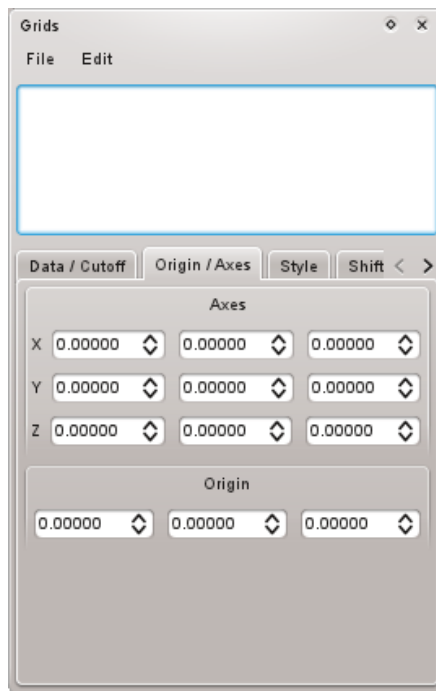 Grids
File Edit
Data / Cutoff Origin / Axes Style Shift
Axes
X 0.00000 0.00000 0.00000
Y 0.00000 0.00000 0.00000
Z 0.00000 0.00000 0.00000
Origin
0.00000 0.00000 0.00000